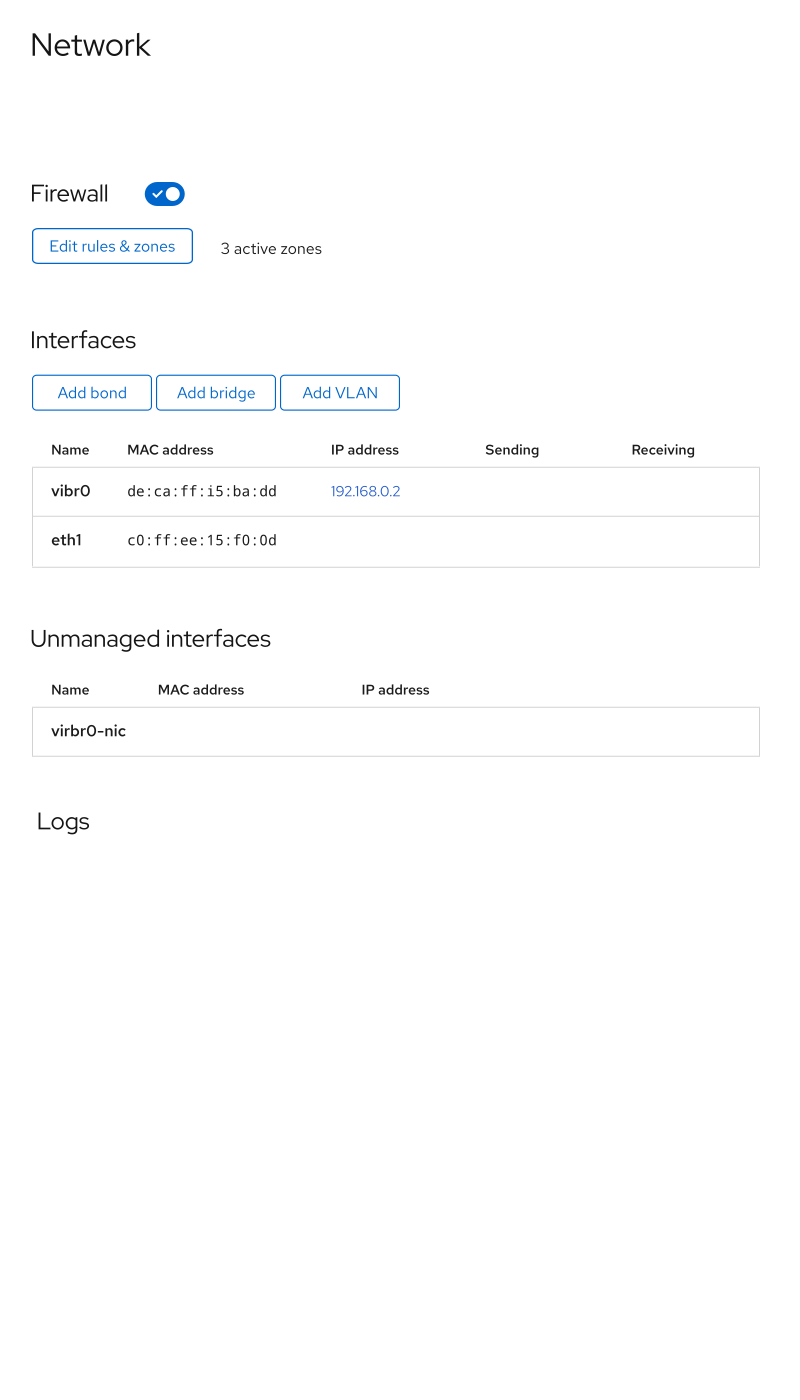 Network
Firewall
Edit rules & zones 3 active zones
Interfaces
Add bond Add bridge Add VLAN
Name MAC address IP address Sending Receiving
vibr0 de:ca:ff:i5:ba:dd 192.168.0.2
eth1 c0:ff:ee:15:f0:0d
Unmanaged interfaces
Name MAC address IP address
virbr0-nic
Logs